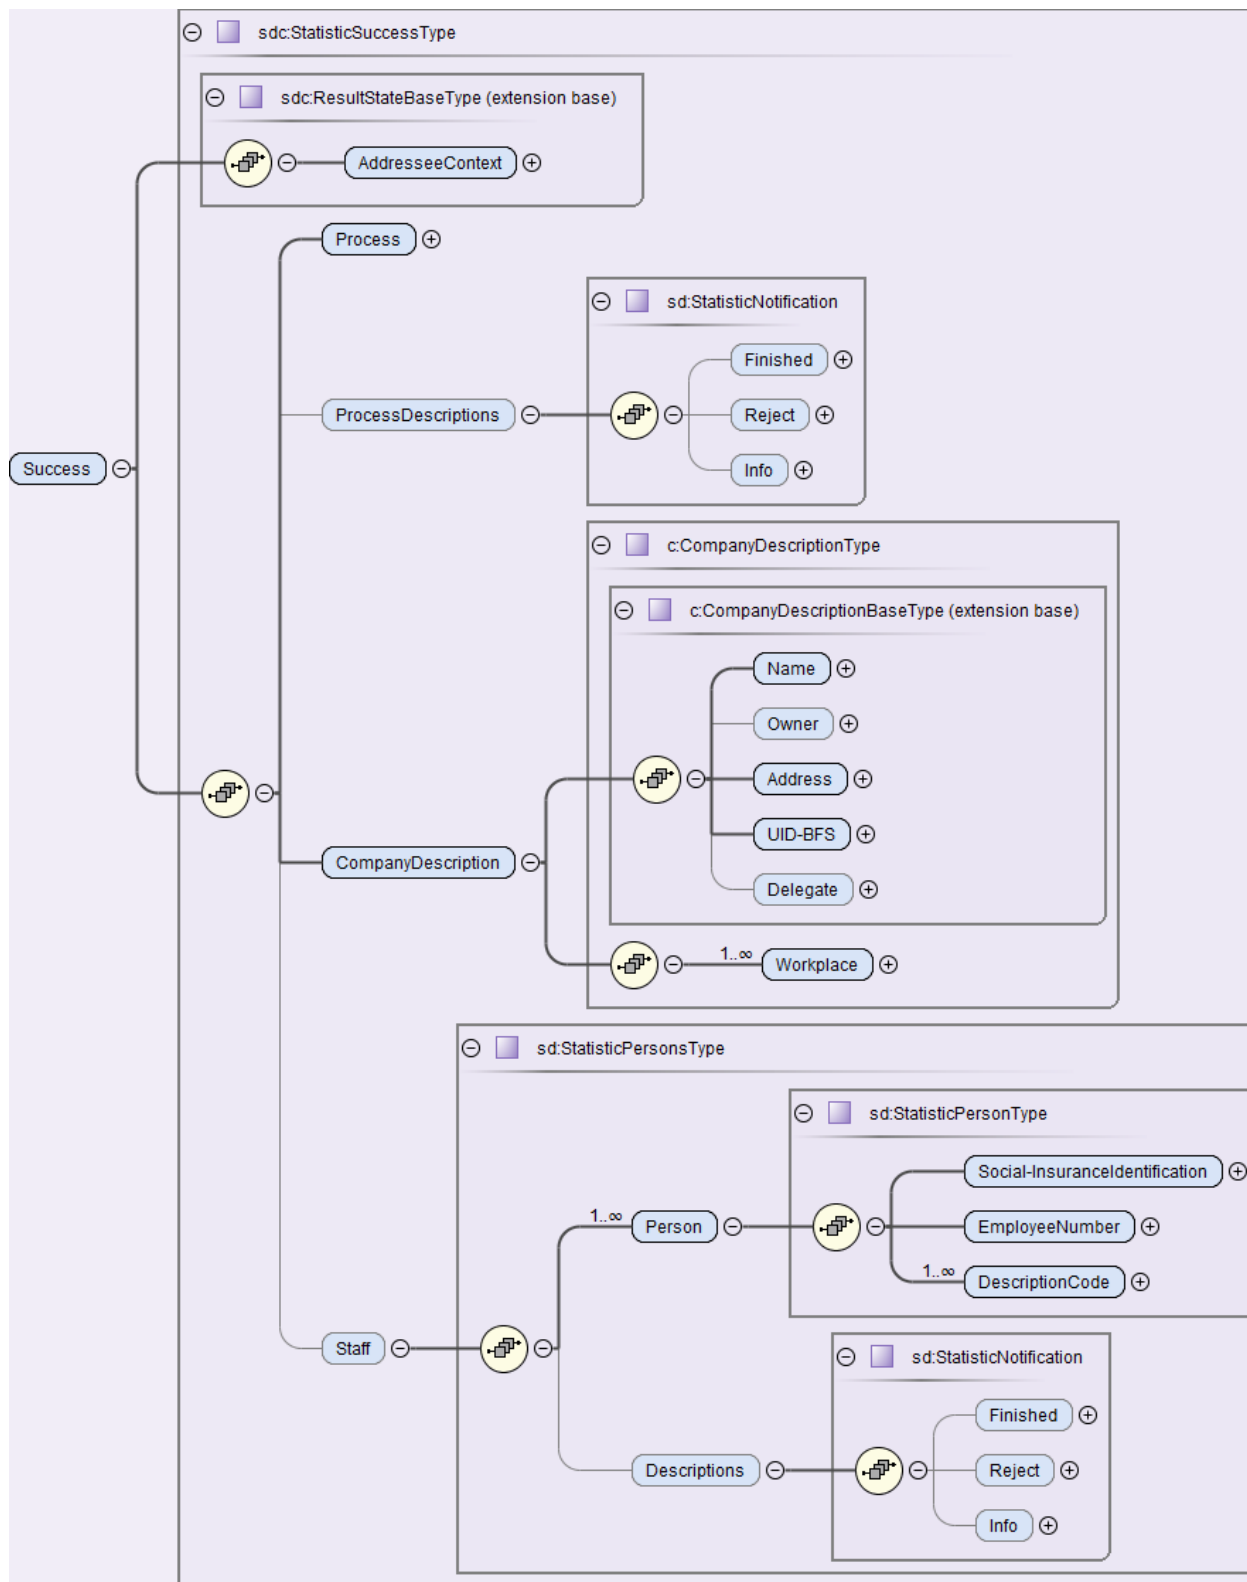 sdc:StatisticSuccessType
sdc:ResultStateBaseType (extension base)
AddresseeContext
Process
sd:StatisticNotification
Finished
ProcessDescriptions
Reject
Info
Success
c:CompanyDescriptionType
c:CompanyDescriptionBaseType (extension base)
Name
Owner
Address
UID-BFS
CompanyDescription
Delegate
1..∞
Workplace
sd:StatisticPersonsType
sd:StatisticPersonType
Social-InsuranceIdentification
1..∞
Person
EmployeeNumber
1..∞
DescriptionCode
Staff
sd:StatisticNotification
Finished
Descriptions
Reject
Info